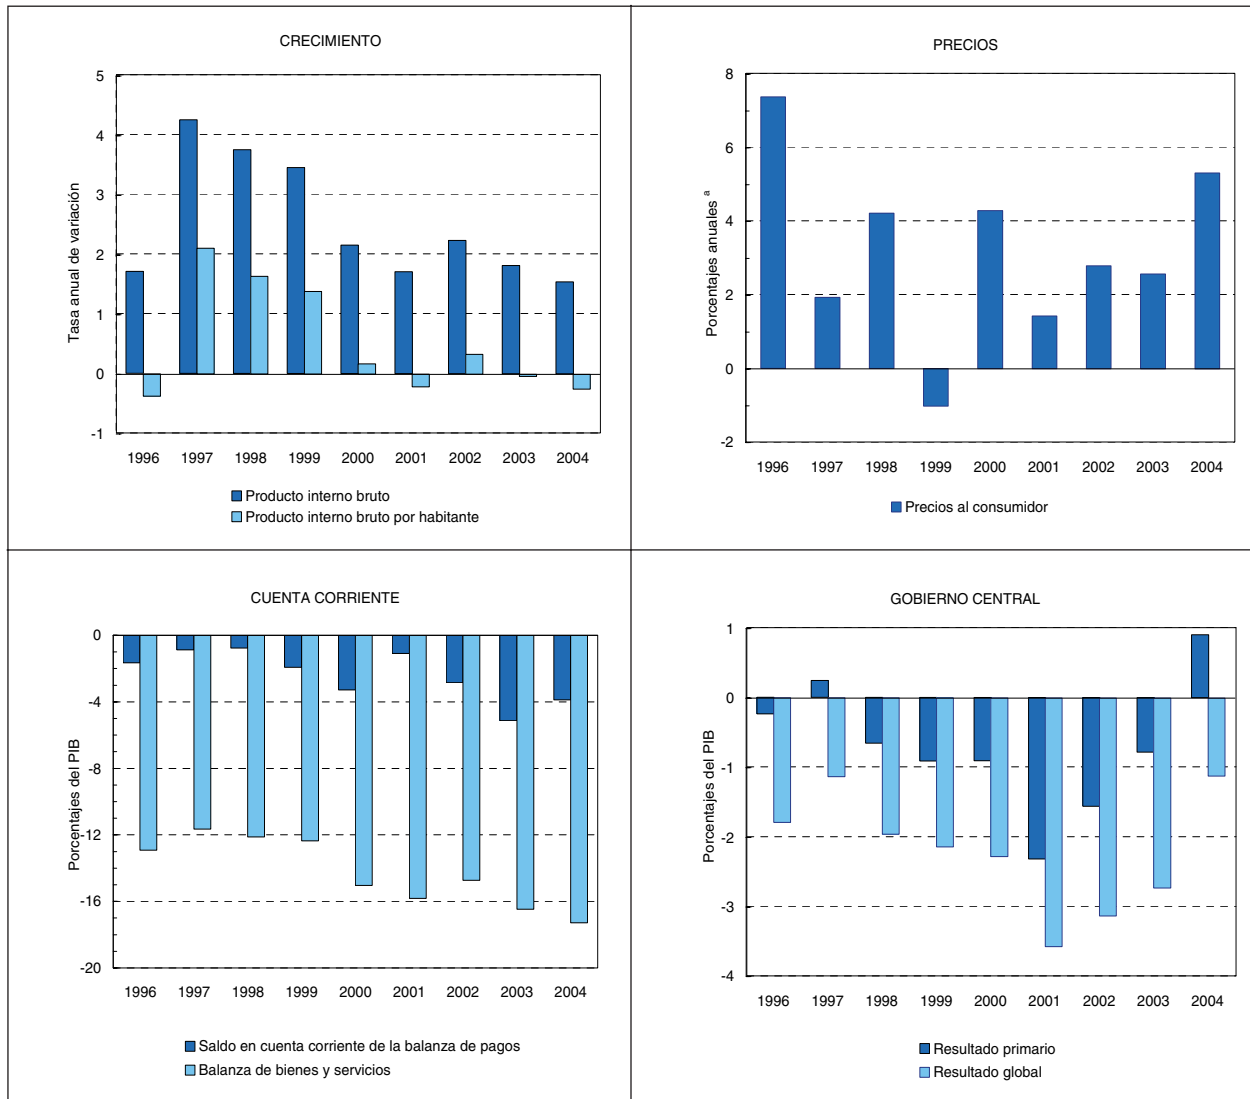 CRECIMIENTO
Tasa anual de variación
5
4
3
2
1
0
-1
1996 1997 1998 1999 2000 2001 2002 2003 2004
Producto interno bruto
Producto interno bruto por habitante
PRECIOS
Porcentajes anuales a
8
6
4
2
0
-2
1996 1997 1998 1999 2000 2001 2002 2003 2004
Precios al consumidor
CUENTA CORRIENTE
Porcentajes del PIB
0
-4
-8
-12
-16
-20
1996 1997 1998 1999 2000 2001 2002 2003 2004
Saldo en cuenta corriente de la balanza de pagos
Balanza de bienes y servicios
GOBIERNO CENTRAL
Porcentajes del PIB
1
0
-1
-2
-3
-4
1996 1997 1998 1999 2000 2001 2002 2003 2004
Resultado primario
Resultado global